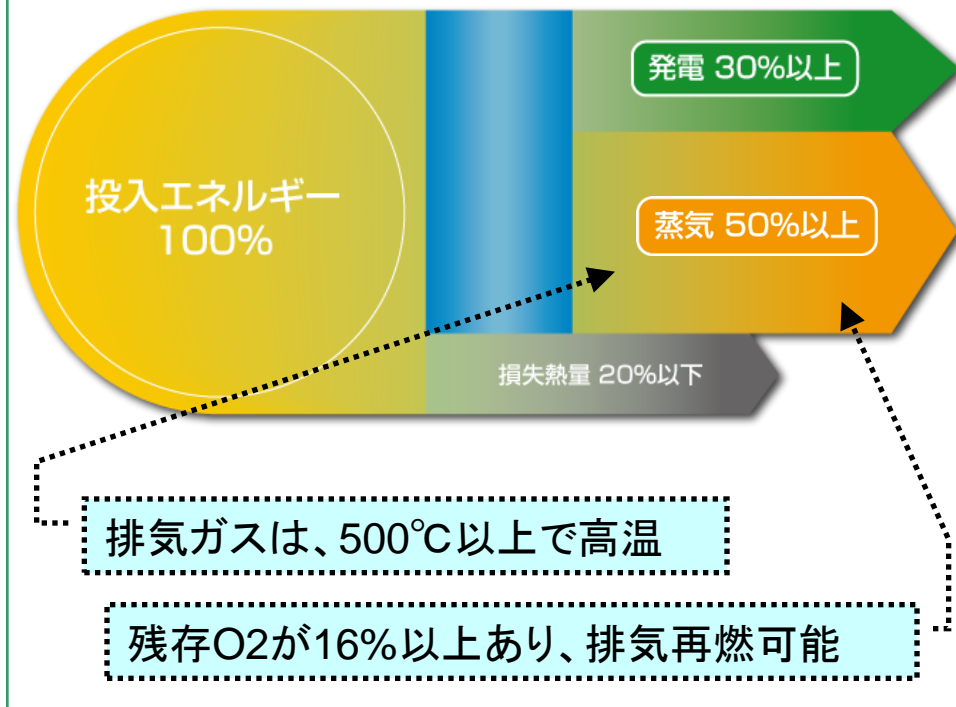 投入エネルギー
100%
発電 30%以上
蒸気 50%以上
損失熱量 20%以下
排気ガスは、500℃以上で高温
残存O2が16%以上あり、排気再燃可能